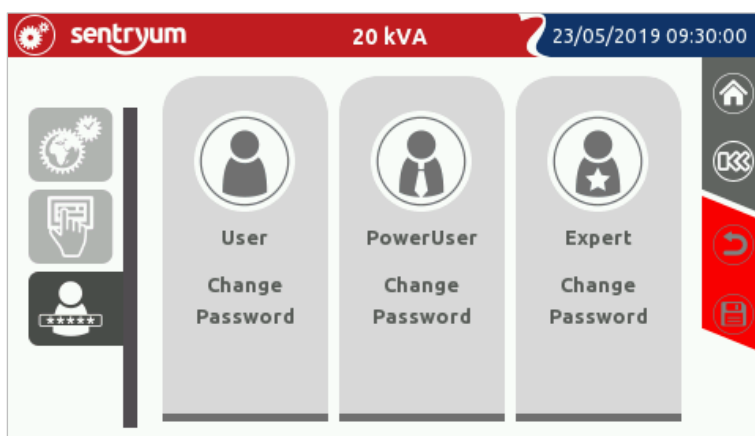 sentryum
20 kVA
23/05/2019 09:30:00
User
Change
Password
PowerUser
Change
Password
Expert
Change
Password
*****